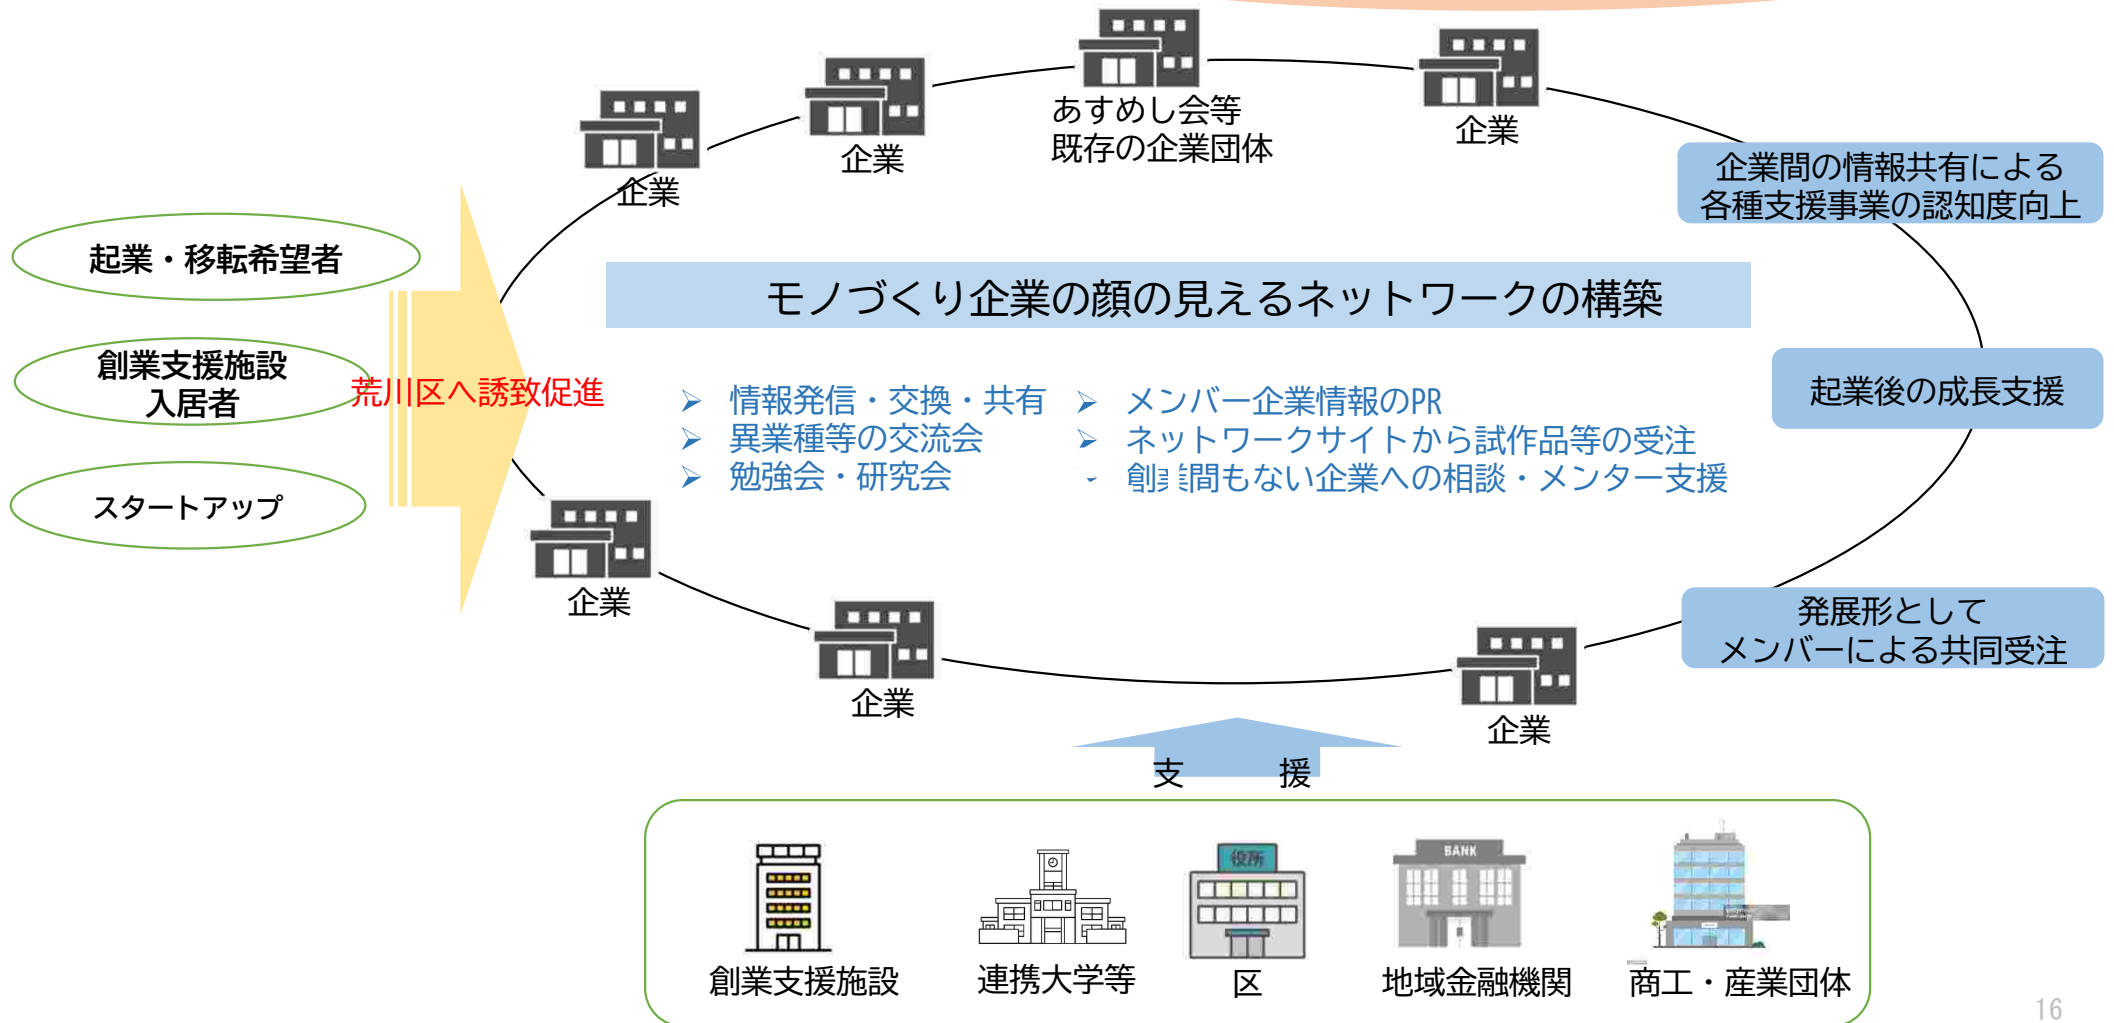 あすめし会等
既存の企業団体
企業
企業
企業
企業間の情報共有による
各種支援事業の認知度向上
起業・移転希望者
モノづくり企業の顔の見えるネットワークの構築
創業支援施設
入居者
荒川区へ誘致促進
➢ 情報発信・交換・共有
➢ 異業種等の交流会
➢ 勉強会・研究会
➢ メンバー企業情報のPR
➢ ネットワークサイトから試作品等の受注
創業間もない企業への相談・メンター支援
起業後の成長支援
スタートアップ
企業
発展形として
メンバーによる共同受注
企業
企業
支 援
役所
BANK
創業支援施設
連携大学等
区
地域金融機関
商工・産業団体
16